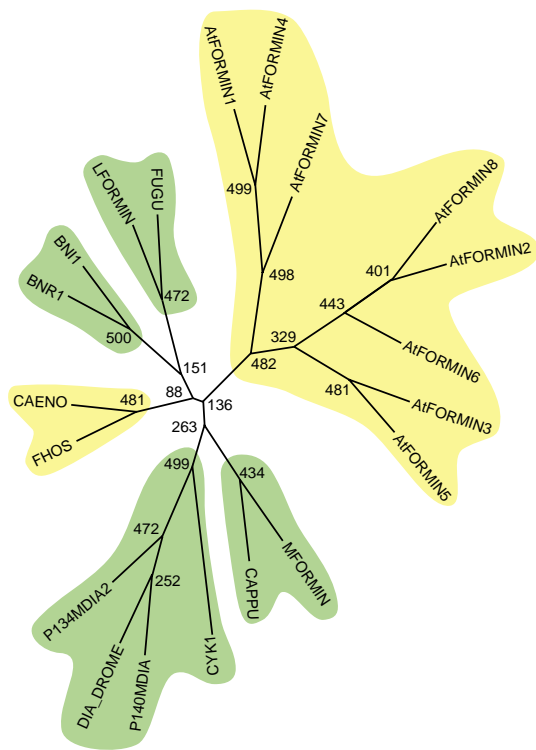 AtFORMIN1
AtFORMIN4
AtFORMIN7
499
498
AtFORMIN8
AtFORMIN2
401
443
AtFORMIN6
329
482
481
AtFORMIN3
AtFORMIN5
LFORMIN
FUGU
472
BNI1
BNR1
500
151
88
136
CAENO
481
FHOS
263
499
434
MFORMIN
CAPPU
472
252
P134MDIA2
DIA_DROME
P140MDIA
CYK1